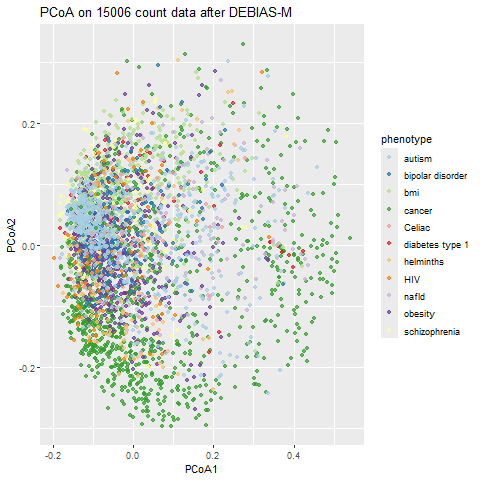 PCoA on 15006 count data after DEBIAS-M
PCoA2
0.2
0.0
-0.2
-0.2
0.0
0.2
0.4
PCoA1
phenotype
autism
bipolar disorder
bmi
cancer
Celiac
diabetes type 1
helminths
HIV
nafld
obesity
schizophrenia